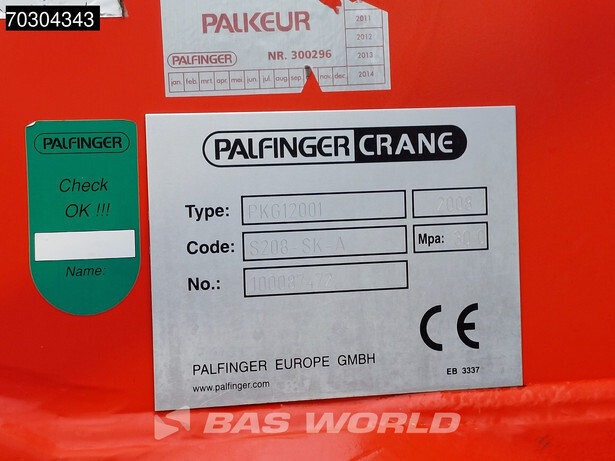 70304343
PALKEUR
2011
2012
PALFINGER NR. 300296 2013
jan. feb. mrt. apr. mei jun. jul. aug. sep. nov. dec. 2014
PALFINGER
Check
OK !!!
Name:
PALFINGER CRANE
Type: PKG12001 2008
Code: S208-SK-A Mpa:
No.:
CE
PALFINGER EUROPE GMBH
www.palfinger.com
EB 3337
BAS WORLD